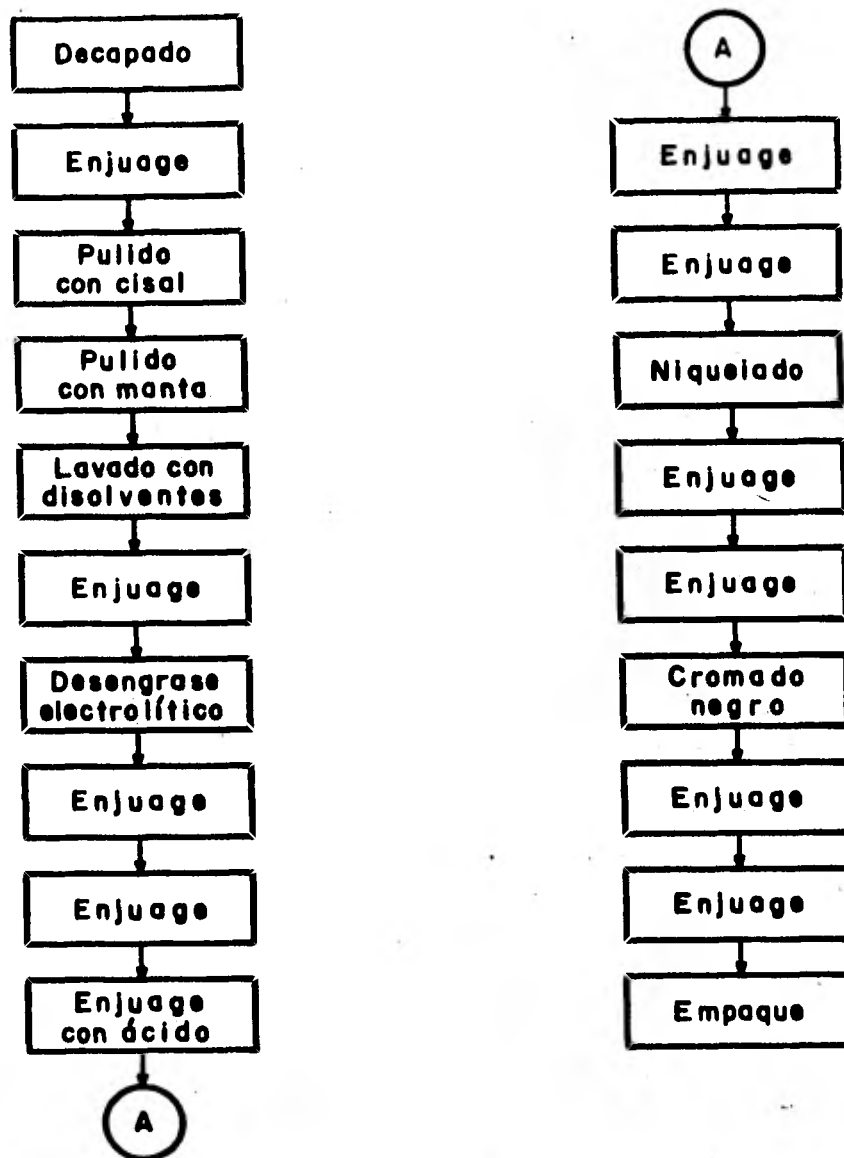 Decapado
Enjuage
Pulido
con cisal
Pulido
con manta
Lavado con
disolventes
Enjuage
Desengrase
electrolítico
Enjuage
Enjuage
Enjuage
con ácido
A
A
Enjuage
Enjuage
Niquelado
Enjuage
Enjuage
Cromado
negro
Enjuage
Enjuage
Empaque